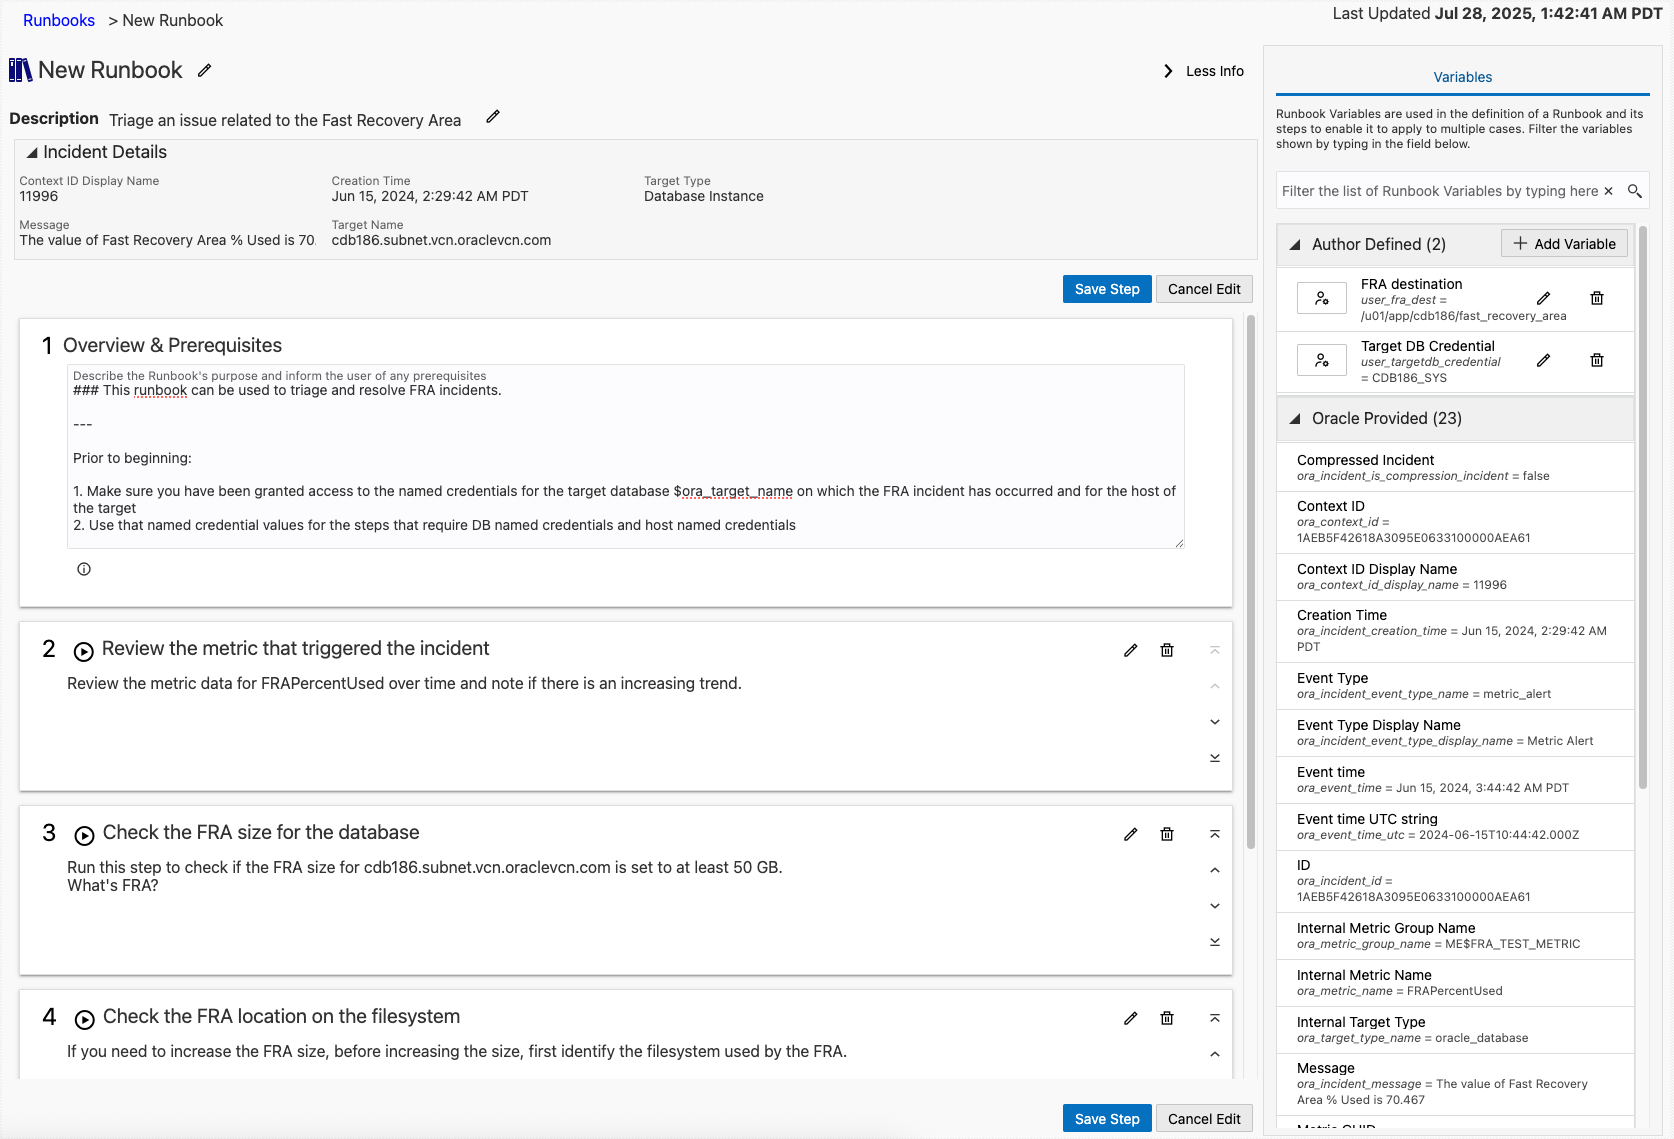 Runbooks > New Runbook
Last Updated Jul 28, 2025, 1:42:41 AM PDT
New Runbook
Less Info
Description Triage an issue related to the Fast Recovery Area
Incident Details
Context ID Display Name
11996
Creation Time
Jun 15, 2024, 2:29:42 AM PDT
Target Type
Database Instance
Message
The value of Fast Recovery Area % Used is 70.
Target Name
cdb186.subnet.vcn.oraclevcn.com
Save Step Cancel Edit
1 Overview & Prerequisites
Describe the Runbook's purpose and inform the user of any prerequisites
### This runbook can be used to triage and resolve FRA incidents.
---
Prior to beginning:
1. Make sure you have been granted access to the named credentials for the target database $ora_target_name on which the FRA incident has occurred and for the host of
the target
2. Use that named credential values for the steps that require DB named credentials and host named credentials
2 Review the metric that triggered the incident
Review the metric data for FRAPercentUsed over time and note if there is an increasing trend.
3 Check the FRA size for the database
Run this step to check if the FRA size for cdb186.subnet.vcn.oraclevcn.com is set to at least 50 GB.
What's FRA?
4 Check the FRA location on the filesystem
If you need to increase the FRA size, before increasing the size, first identify the filesystem used by the FRA.
Save Step Cancel Edit
Variables
Runbook Variables are used in the definition of a Runbook and its
steps to enable it to apply to multiple cases. Filter the variables
shown by typing in the field below.
Filter the list of Runbook Variables by typing here
Author Defined (2)
Add Variable
FRA destination
user_fra_dest =
/u01/app/cdb186/fast_recovery_area
Target DB Credential
user_targetdb_credential
= CDB186_SYS
Oracle Provided (23)
Compressed Incident
ora_incident_is_compression_incident = false
Context ID
ora_context_id =
1AEB5F42618A3095E0633100000AEA61
Context ID Display Name
ora_context_id_display_name = 11996
Creation Time
ora_incident_creation_time = Jun 15, 2024, 2:29:42 AM
PDT
Event Type
ora_incident_event_type_name = metric_alert
Event Type Display Name
ora_incident_event_type_display_name = Metric Alert
Event time
ora_event_time = Jun 15, 2024, 3:44:42 AM PDT
Event time UTC string
ora_event_time_utc = 2024-06-15T10:44:42.000Z
ID
ora_incident_id =
1AEB5F42618A3095E0633100000AEA61
Internal Metric Group Name
ora_metric_group_name = ME$FRA_TEST_METRIC
Internal Metric Name
ora_metric_name = FRAPercentUsed
Internal Target Type
ora_target_type_name = oracle_database
Message
ora_incident_message = The value of Fast Recovery
Area % Used is 70.467
Metric GUID